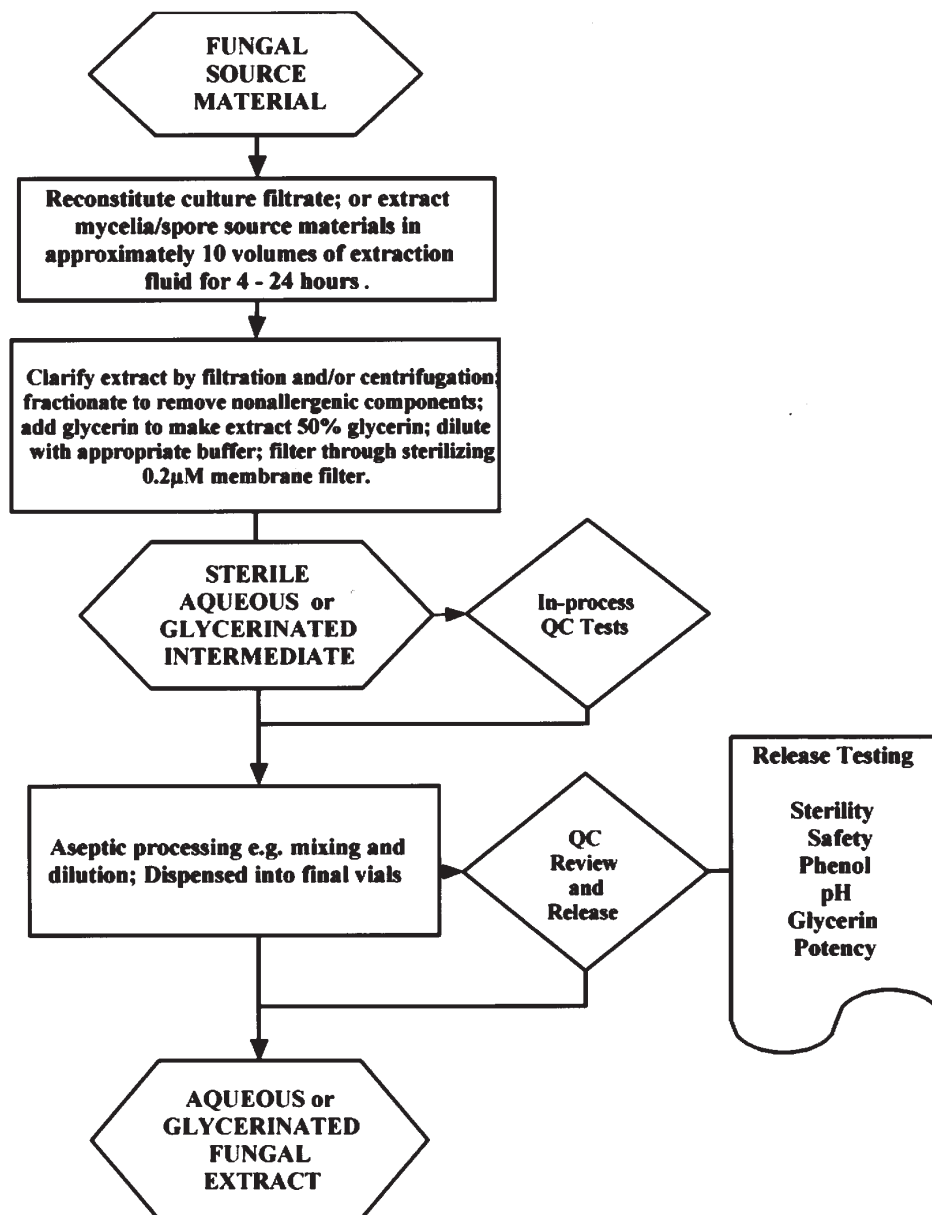 FUNGAL
SOURCE
MATERIAL
Reconstitute culture filtrate; or extract
mycelia/spore source materials in
approximately 10 volumes of extraction
fluid for 4 - 24 hours .
Clarify extract by filtration and/or centrifugation;
fractionate to remove nonallergenic components;
add glycerin to make extract 50% glycerin; dilute
with appropriate buffer; filter through sterilizing
0.2µM membrane filter.
STERILE
AQUEOUS or
GLYCERINATED
INTERMEDIATE
In-process
QC Tests
Aseptic processing e.g. mixing and
dilution; Dispensed into final vials
QC
Review
and
Release
Release Testing
Sterility
Safety
Phenol
pH
Glycerin
Potency
AQUEOUS or
GLYCERINATED
FUNGAL
EXTRACT